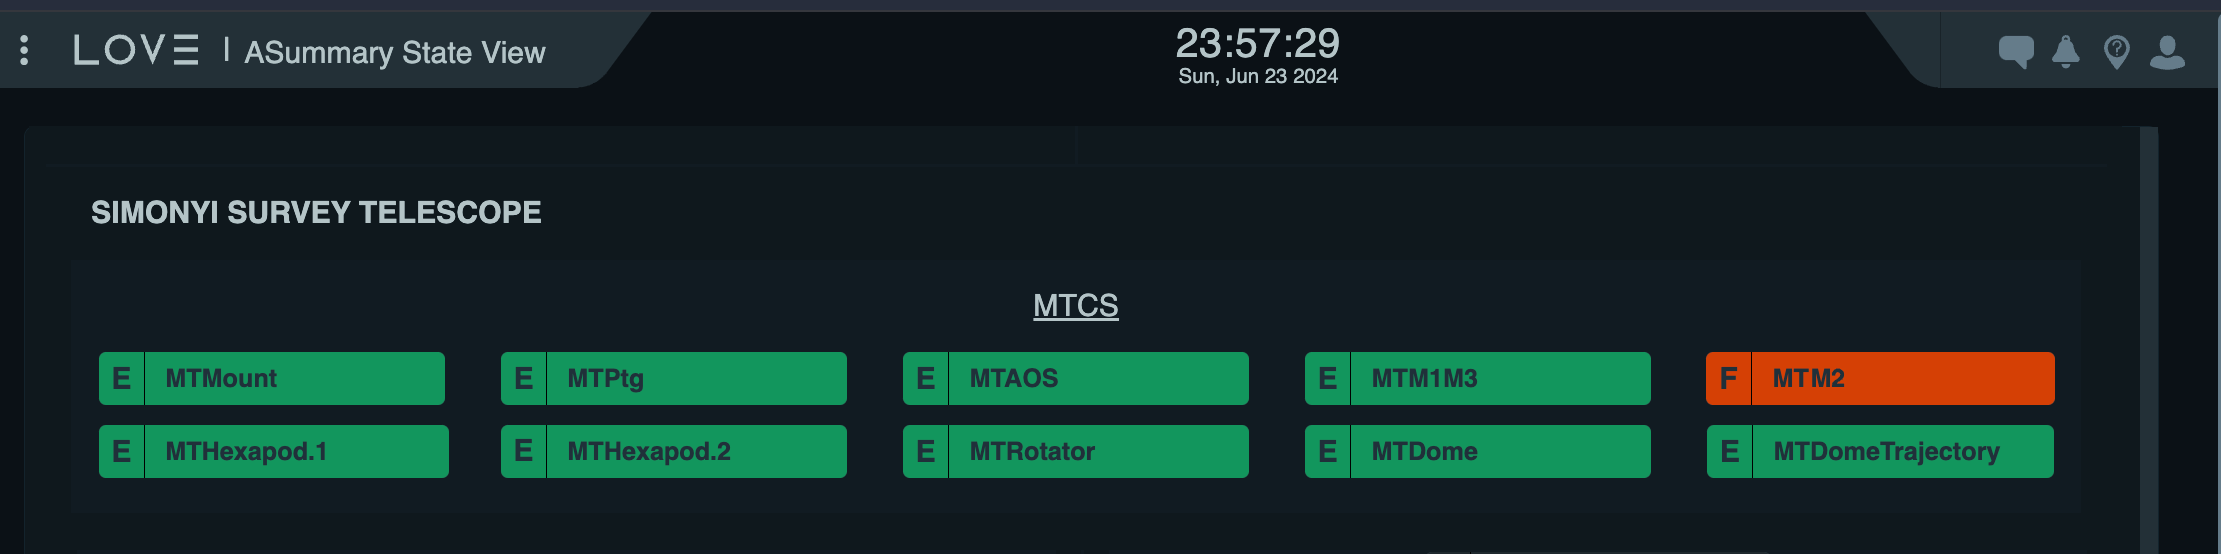 LOVE | ASummary State View
23:57:29
Sun, Jun 23 2024
?
SIMONYI SURVEY TELESCOPE
MTCS
E MTMount E MTPtg E MTAOS E MTM1M3 F MTM2
E MTHexapod.1 E MTHexapod.2 E MTRotator E MTDome E MTDomeTrajectory